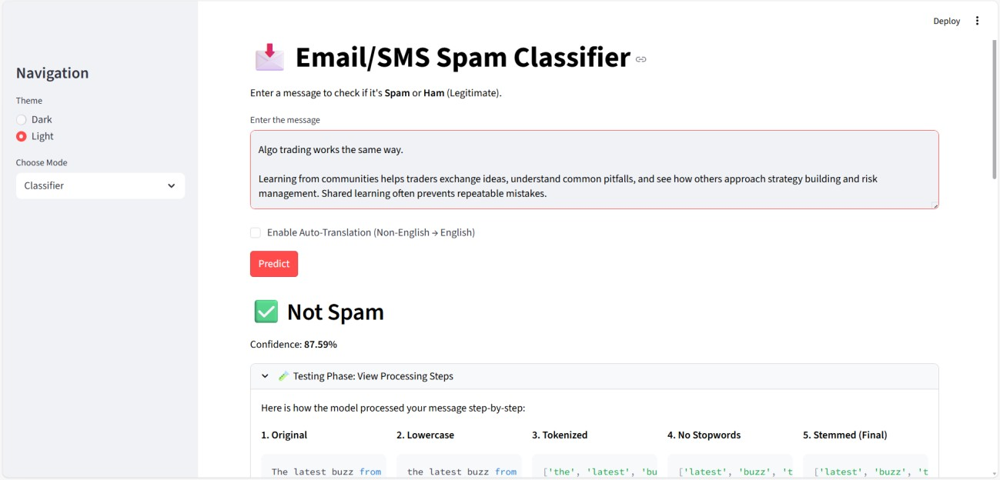 Deploy
Navigation
Theme
Dark
Light
Choose Mode
Classifier
Email/SMS Spam Classifier
Enter a message to check if it's Spam or Ham (Legitimate).
Enter the message
Algo trading works the same way.
Learning from communities helps traders exchange ideas, understand common pitfalls, and see how others approach strategy building and risk
management. Shared learning often prevents repeatable mistakes.
Enable Auto-Translation (Non-English → English)
Predict
Not Spam
Confidence: 87.59%
Testing Phase: View Processing Steps
Here is how the model processed your message step-by-step:
1. Original
2. Lowercase
3. Tokenized
4. No Stopwords
5. Stemmed (Final)
The latest buzz from
the latest buzz from
['the', 'latest', 'bu
['latest', 'buzz', 't
['latest', 'buzz', 't